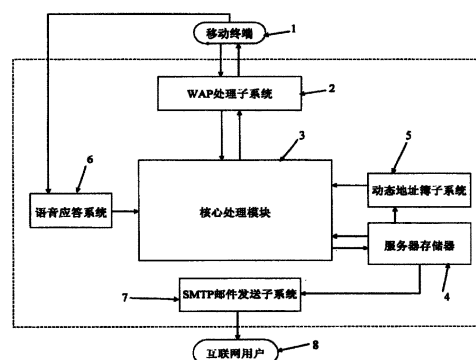 移动终端
1
WAP处理子系统
2
3
6
5
语音应答系统
核心处理模块
动态地址簿子系统
服务器存储器
4
7
SMTP邮件发送子系统
互联网用户
8